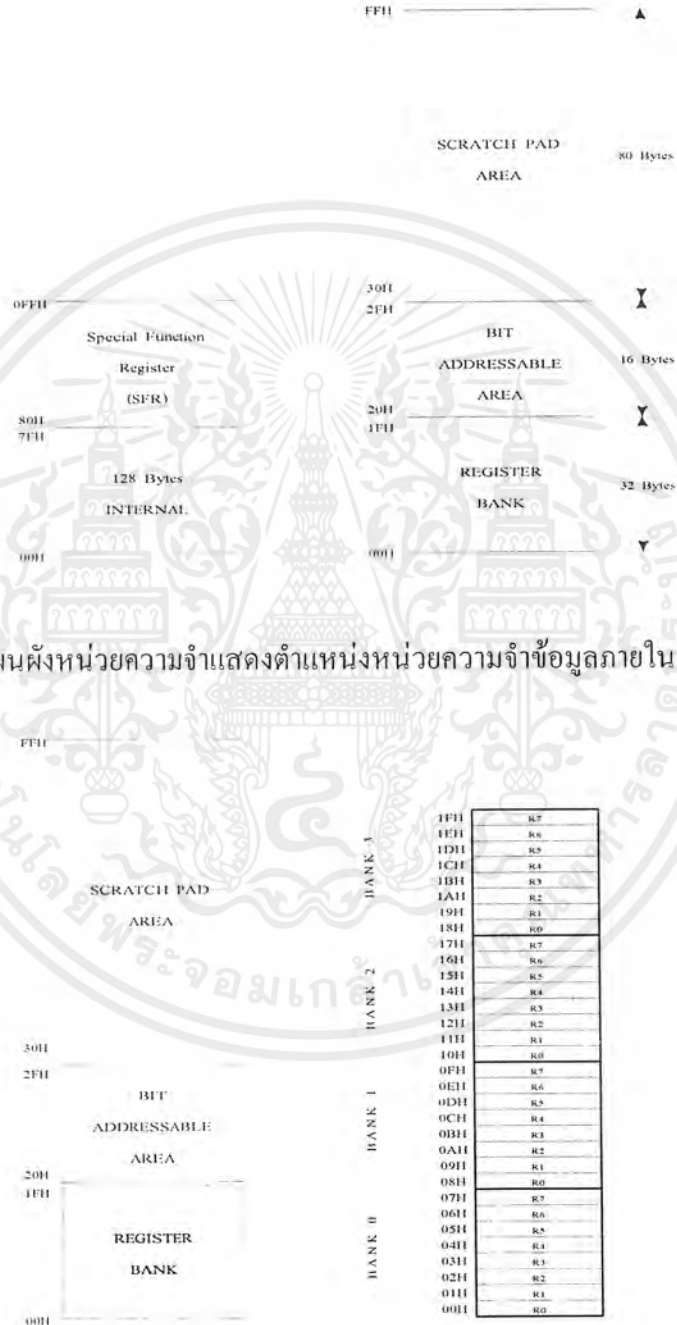 FFH
SCRATCH PAD
AREA
80 Bytes
30H
2FH
BIT
ADDRESSABLE
AREA
16 Bytes
20H
1FH
REGISTER
BANK
32 Bytes
00H
0FFH
Special Function
Register
(SFR)
80H
7FH
128 Bytes
INTERNAL
00H
ผนผังหน่วยความจำแสดงตำแหน่งหน่วยความจำข้อมูลภายใน
FFH
SCRATCH PAD
AREA
30H
2FH
BIT
ADDRESSABLE
AREA
20H
1FH
REGISTER
BANK
00H
BANK 3
1FH R7
1EH R6
1DH R5
1CH R4
1BH R3
1AH R2
19H R1
18H R0
BANK 2
17H R7
16H R6
15H R5
14H R4
13H R3
12H R2
11H R1
10H R0
BANK 1
0FH R7
0EH R6
0DH R5
0CH R4
0BH R3
0AH R2
09H R1
08H R0
BANK 0
07H R7
06H R6
05H R5
04H R4
03H R3
02H R2
01H R1
00H R0